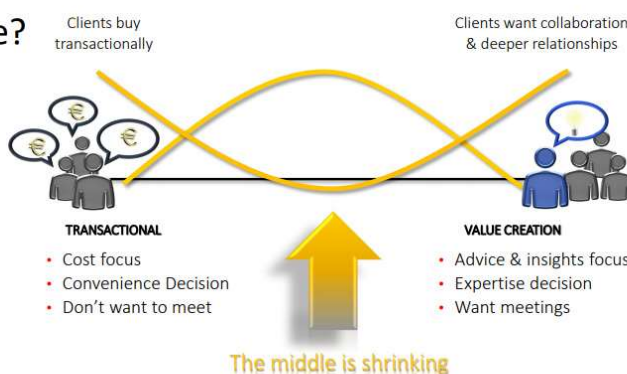 e?
Clients buy
transactionally
Clients want collaboration
& deeper relationships
€
€
€
TRANSACTIONAL
• Cost focus
• Convenience Decision
• Don't want to meet
VALUE CREATION
• Advice & insights focus
• Expertise decision
• Want meetings
The middle is shrinking